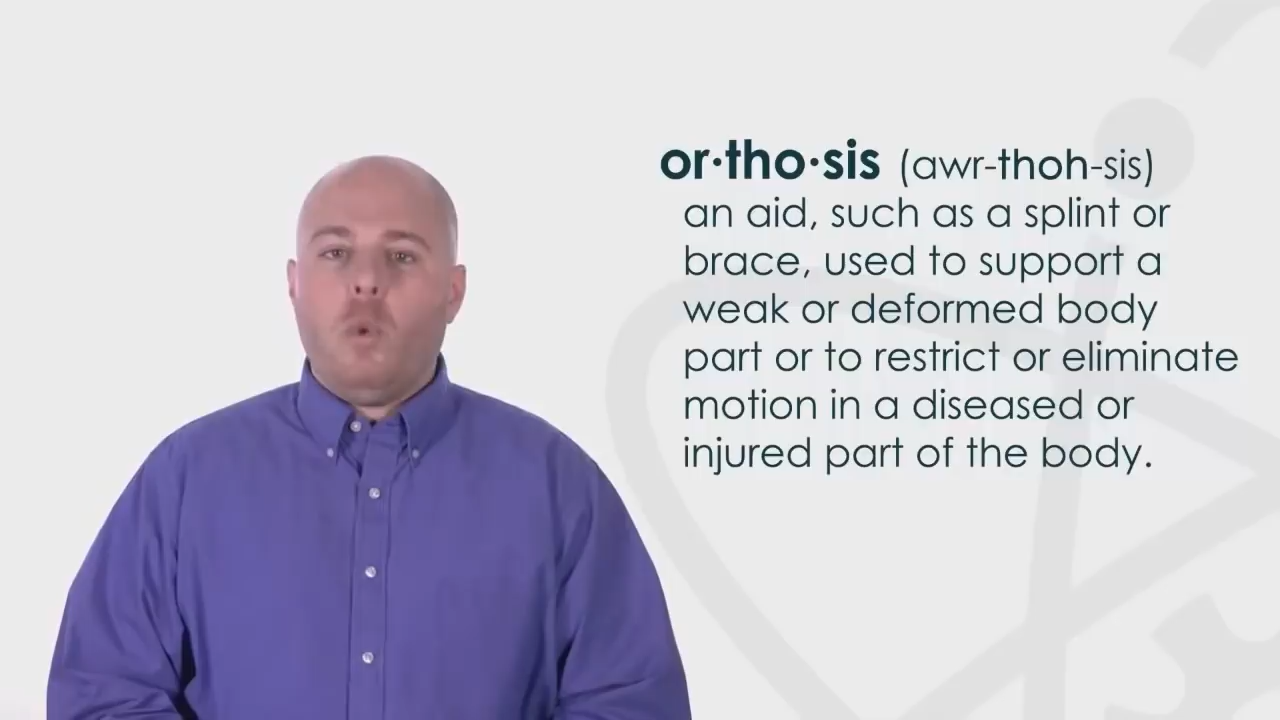 or·tho·sis (awr-thoh-sis)
an aid, such as a splint or
brace, used to support a
weak or deformed body
part or to restrict or eliminate
motion in a diseased or
injured part of the body.